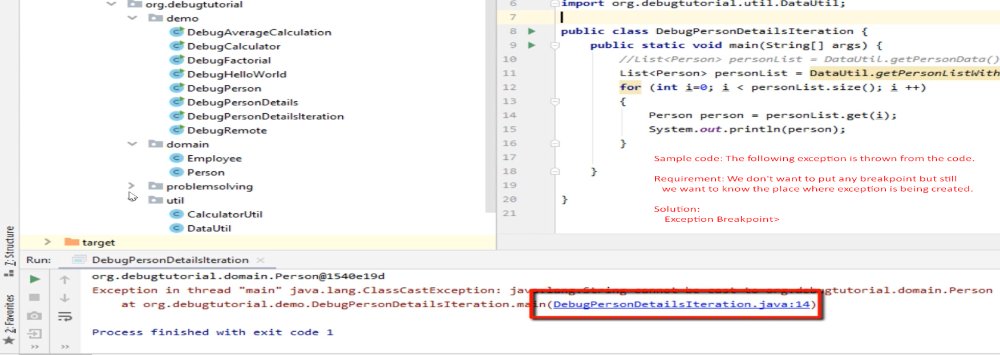 org.debugtutorial
demo
DebugAverageCalculation
DebugCalculator
DebugFactorial
DebugHelloWorld
DebugPerson
DebugPersonDetails
DebugPersonDetailsIteration
DebugRemote
domain
Employee
Person
problemsolving
util
CalculatorUtil
DataUtil
target
7: Structure
2: Favorites
6 import org.debugtutorial.util.DataUtil;
7
8 public class DebugPersonDetailsIteration {
9 public static void main(String[] args) {
10 //List<Person> personList = DataUtil.getPersonData()
11 List<Person> personList = DataUtil.getPersonListWith
12 for (int i=0; i < personList.size(); i ++)
13 {
14 Person person = personList.get(i);
15 System.out.println(person);
16 }
17
18 }
19
20 }
21
Sample code: The following exception is thrown from the code.
Requirement: We don't want to put any breakpoint but still
we want to know the place where exception is being created.
Solution:
Exception Breakpoint>
Run: DebugPersonDetailsIteration
org.debugtutorial.domain.Person@1540e19d
Exception in thread "main" java.lang.ClassCastException: java.lang.String cannot be cast to org.debugtutorial.domain.Person
at org.debugtutorial.demo.DebugPersonDetailsIteration.main(DebugPersonDetailsIteration.java:14)
Process finished with exit code 1